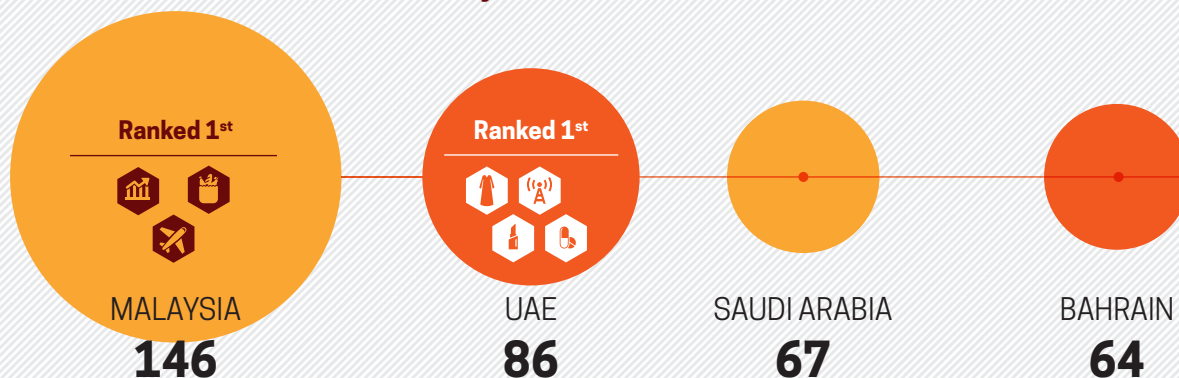 Ranked 1st
Ranked 1st
MALAYSIA
146
UAE
86
SAUDI ARABIA
67
BAHRAIN
64